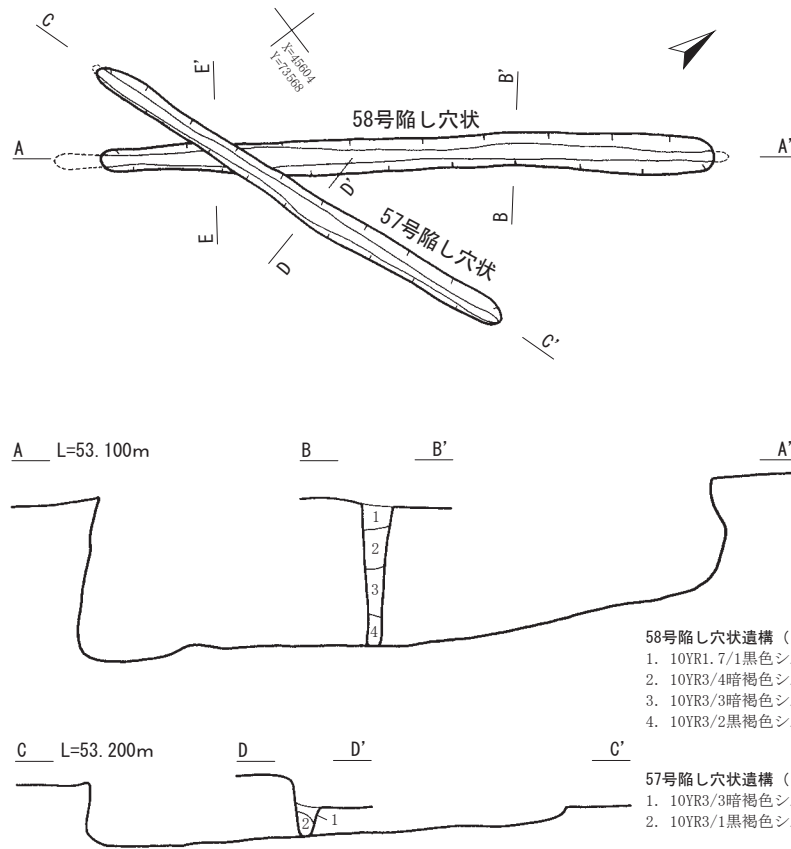 C
X=45604
Y=73568
E'
B'
58号陥し穴状
A
A'
D'
B
57号陥し穴状
E
D
C'
A L=53.100m
B
B'
A'
1
2
3
4
58号陥し穴状遺構（
1. 10YR1.7/1黒色シ
2. 10YR3/4暗褐色シ
3. 10YR3/3暗褐色シ
4. 10YR3/2黒褐色シ
C L=53.200m
D
D'
C'
2
1
57号陥し穴状遺構（
1. 10YR3/3暗褐色シ
2. 10YR3/1黒褐色シ